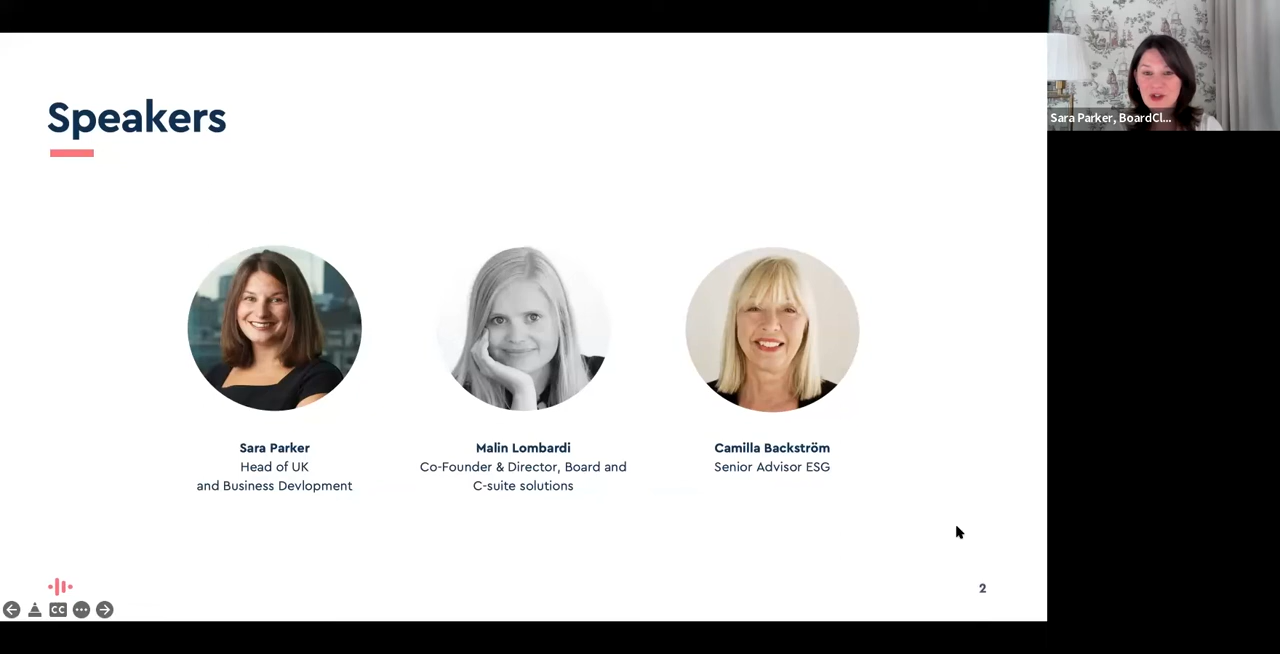 Speakers
Sara Parker, BoardCl...
Sara Parker
Head of UK
and Business Devlopment
Malin Lombardi
Co-Founder & Director, Board and
C-suite solutions
Camilla Backström
Senior Advisor ESG
2
CC